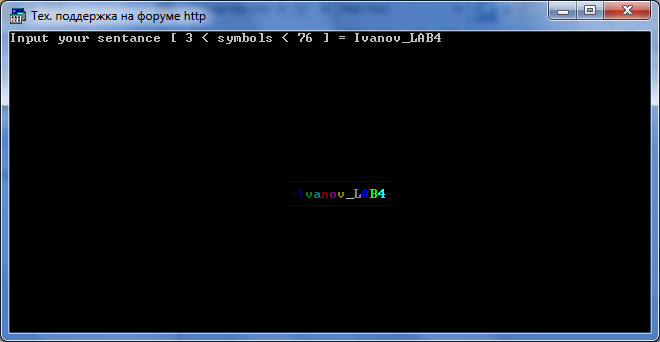 Тех. поддержка на форуме http
Input your sentance [ 3 < symbols < 76 ] = Ivanov_LAB4
Ivanov_LAB4